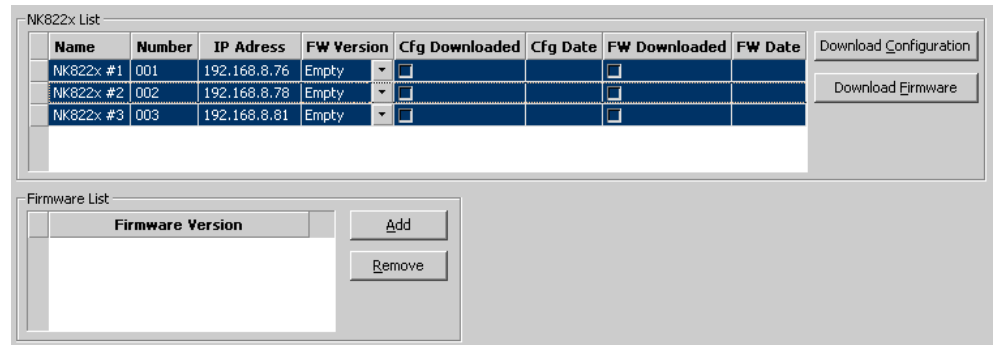 NK822x List
Name Number IP Adress FW Version Cfg Downloaded Cfg Date FW Downloaded FW Date
NK822x #1 001 192.168.8.76 Empty
NK822x #2 002 192.168.8.78 Empty
NK822x #3 003 192.168.8.81 Empty
Download Configuration
Download Firmware
Firmware List
Firmware Version
Add
Remove